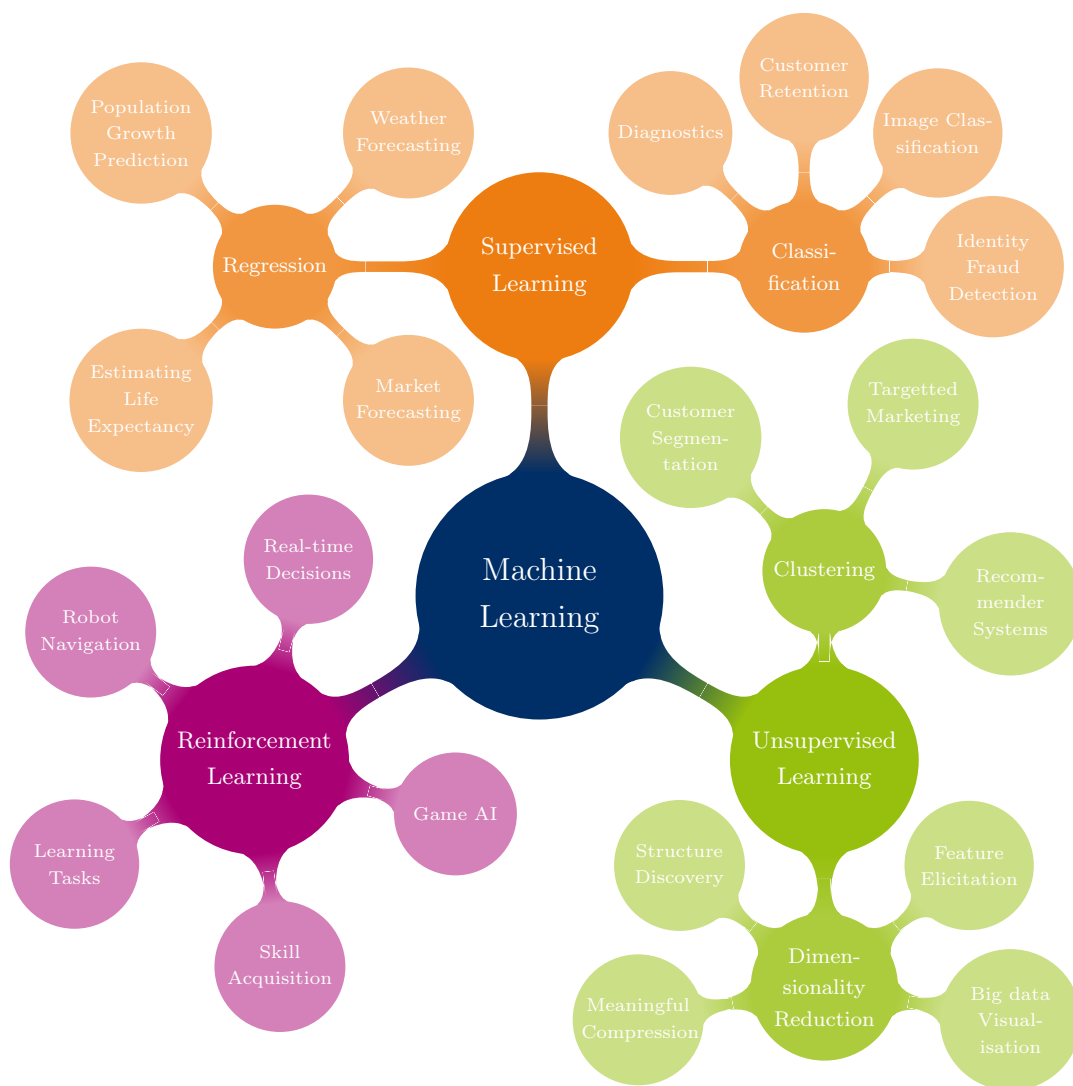 Customer
Retention
Population
Growth
Prediction
Weather
Forecasting
Diagnostics
Image Clas-
sification
Supervised
Learning
Regression
Classi-
fication
Identity
Fraud
Detection
Estimating
Life
Expectancy
Market
Forecasting
Customer
Segmen-
tation
Targetted
Marketing
Real-time
Decisions
Machine
Learning
Clustering
Recom-
mender
Systems
Robot
Navigation
Reinforcement
Learning
Unsupervised
Learning
Game AI
Learning
Tasks
Structure
Discovery
Feature
Elicitation
Skill
Acquisition
Dimen-
sionality
Reduction
Meaningful
Compression
Big data
Visual-
isation